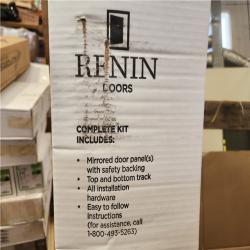 RENIN
DOORS
COMPLETE KIT
INCLUDES:
• Mirrored door panel(s)
with safety backing
• Top and bottom track
• All installation
hardware
• Easy to follow
Instructions
(for assistance, call
1-800-493-5263)